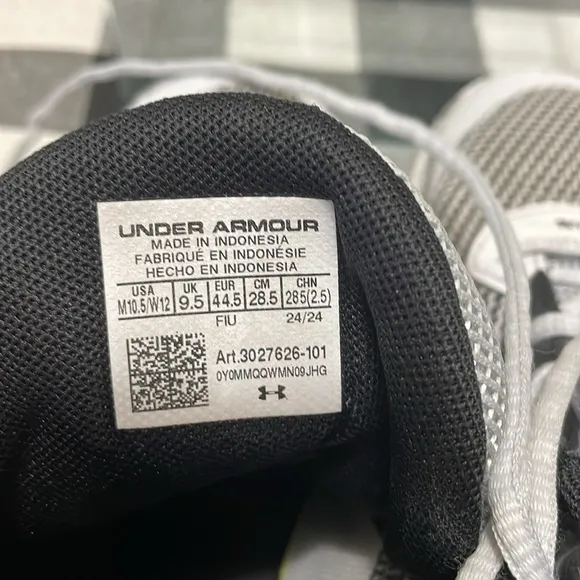 UNDER ARMOUR
MADE IN INDONESIA
FABRIQUÉ EN INDONÉSIE
HECHO EN INDONESIA
USA UK EUR CM CHN
M10.5/W12 9.5 44.5 28.5 285(2.5)
FIU 24/24
Art.3027626-101
0Y0MMQQWMN09JHG